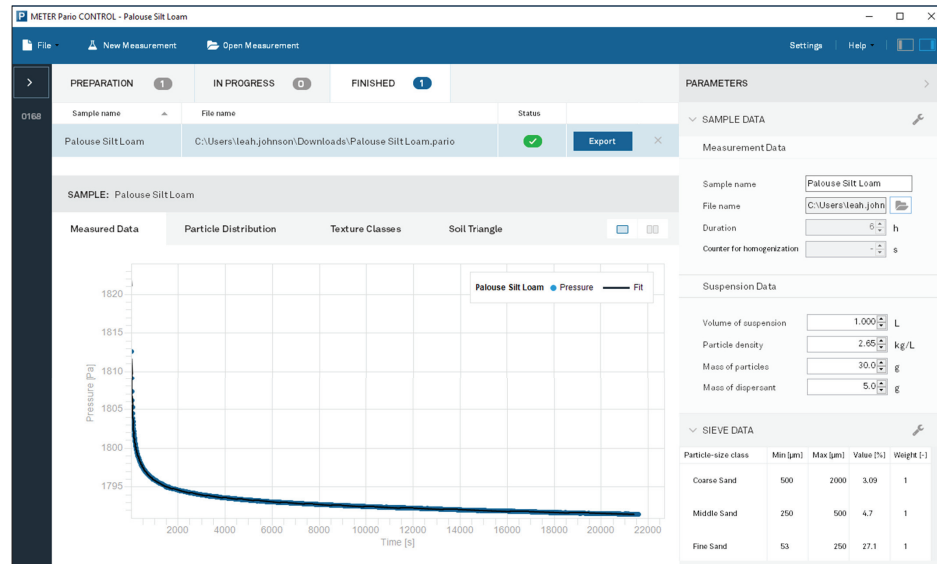 P METER Pario CONTROL - Palouse Silt Loam
File New Measurement Open Measurement Settings Help
0168
PREPARATION 1 IN PROGRESS 0 FINISHED 1
Sample name File name Status
Palouse Silt Loam C:\Users\leah.johnson\Downloads\Palouse Silt Loam.pario Export
SAMPLE: Palouse Silt Loam
Measured Data Particle Distribution Texture Classes Soil Triangle
Palouse Silt Loam Pressure Fit
Pressure [Pa]
1820
1815
1810
1805
1800
1795
2000 4000 6000 8000 10000 12000 14000 16000 18000 20000 22000
Time [s]
PARAMETERS
SAMPLE DATA
Measurement Data
Sample name Palouse Silt Loam
File name C:\Users\leah.john
Duration 6 h
Counter for homogenization - s
Suspension Data
Volume of suspension 1.000 L
Particle density 2.65 kg/L
Mass of particles 30.0 g
Mass of dispersant 5.0 g
SIEVE DATA
Particle-size class Min [µm] Max [µm] Value [%] Weight [-]
Coarse Sand 500 2000 3.09 1
Middle Sand 250 500 4.7 1
Fine Sand 53 250 27.1 1